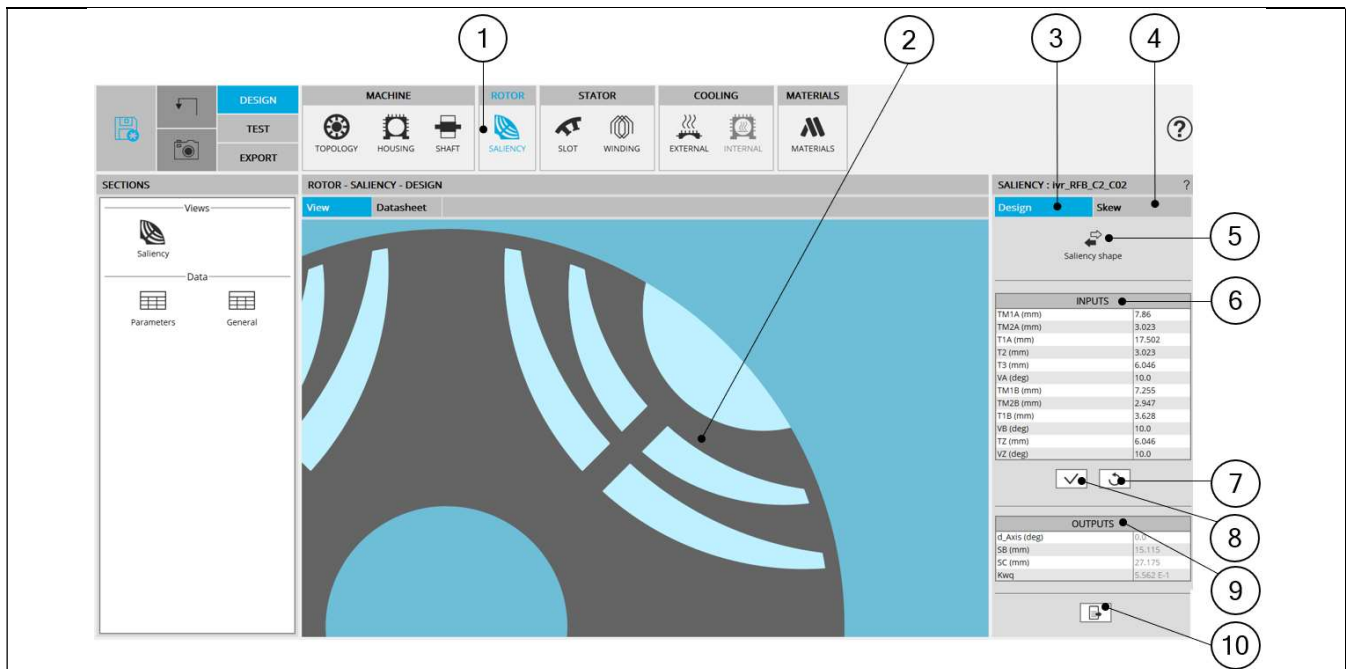 1
2
3
4
DESIGN
TEST
EXPORT
MACHINE
TOPOLOGY
HOUSING
SHAFT
ROTOR
SALIENCY
STATOR
SLOT
WINDING
COOLING
EXTERNAL
INTERNAL
MATERIALS
MATERIALS
?
SECTIONS
Views
Saliency
Data
Parameters
General
ROTOR - SALIENCY - DESIGN
View
Datasheet
SALIENCY : ivr_RFB_C2_C02
?
Design
Skew
5
Saliency shape
INPUTS
6
TM1A (mm) 7.86
TM2A (mm) 3.023
T1A (mm) 17.502
T2 (mm) 3.023
T3 (mm) 6.046
VA (deg) 10.0
TM1B (mm) 7.255
TM2B (mm) 2.947
T1B (mm) 3.628
VB (deg) 10.0
TZ (mm) 6.046
VZ (deg) 10.0
7
8
OUTPUTS
d_Axis (deg) 0.0
SB (mm) 15.115
SC (mm) 27.175
Kwq 5.562 E-1
9
10